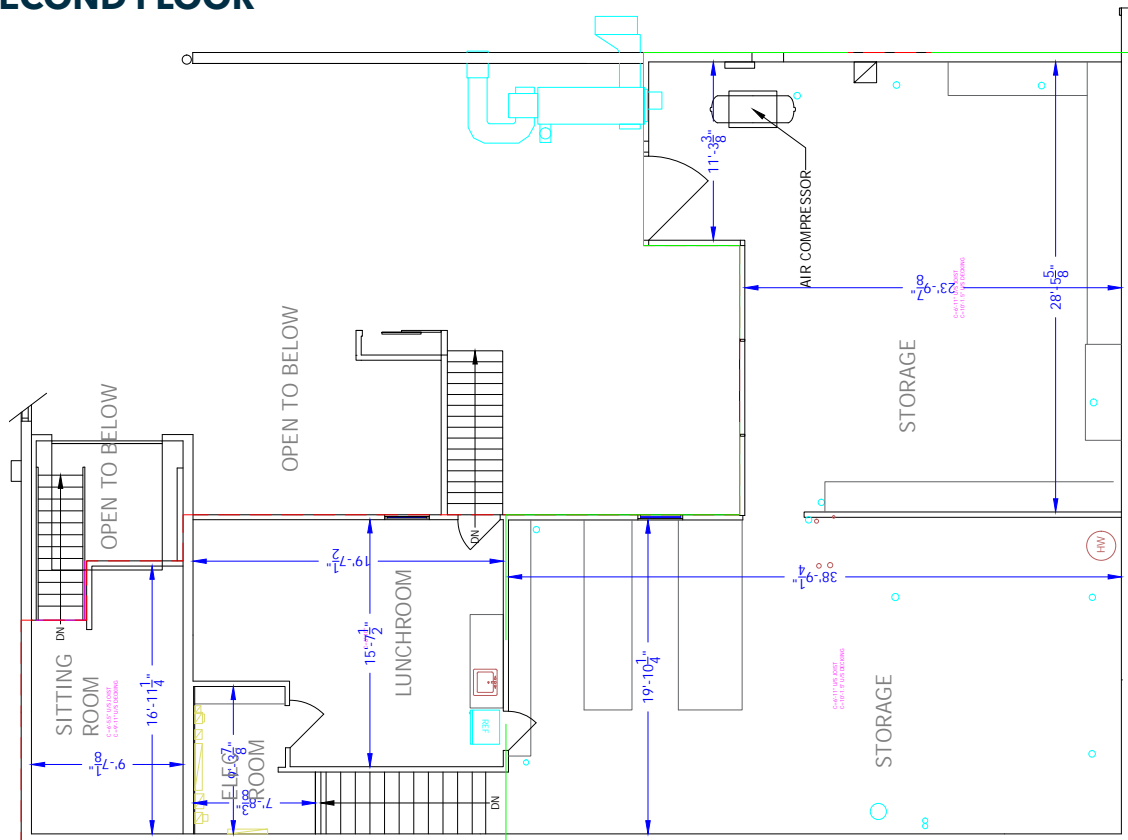 SECOND FLOOR
11'-3 3/8"
AIR COMPRESSOR
23'-9 7/8"
28'-5 5/8"
STORAGE
OPEN TO BELOW
OPEN TO BELOW
DN
DN
19'-7 1/2"
15'-7 1/2"
LUNCHROOM
38'-9 1/4"
HW
19'-10 1/4"
SITTING
ROOM
16'-11 1/4"
9'-7 1/8"
ELEC
ROOM
9'-3 7/8"
7'-8 3/8"
REF
DN
STORAGE